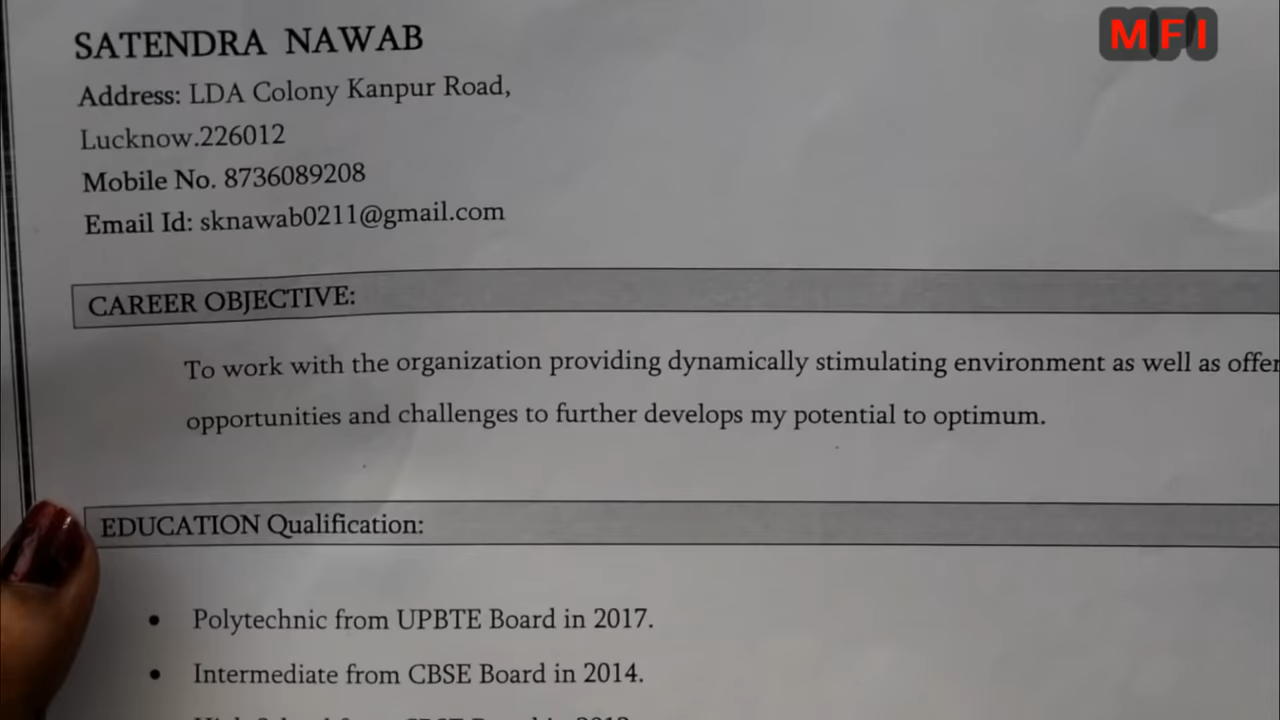 MFI
SATENDRA NAWAB
Address: LDA Colony Kanpur Road,
Lucknow.226012
Mobile No. 8736089208
Email Id: sknawab0211@gmail.com
CAREER OBJECTIVE:
To work with the organization providing dynamically stimulating environment as well as offer
opportunities and challenges to further develops my potential to optimum.
EDUCATION Qualification:
• Polytechnic from UPBTE Board in 2017.
• Intermediate from CBSE Board in 2014.